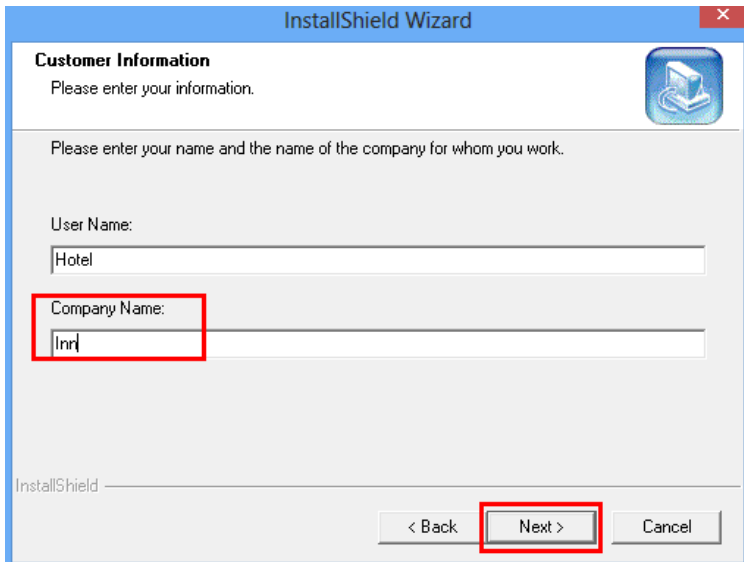 InstallShield Wizard
Customer Information
Please enter your information.
Please enter your name and the name of the company for whom you work.
User Name:
Hotel
Company Name:
Inn
InstallShield
< Back Next > Cancel